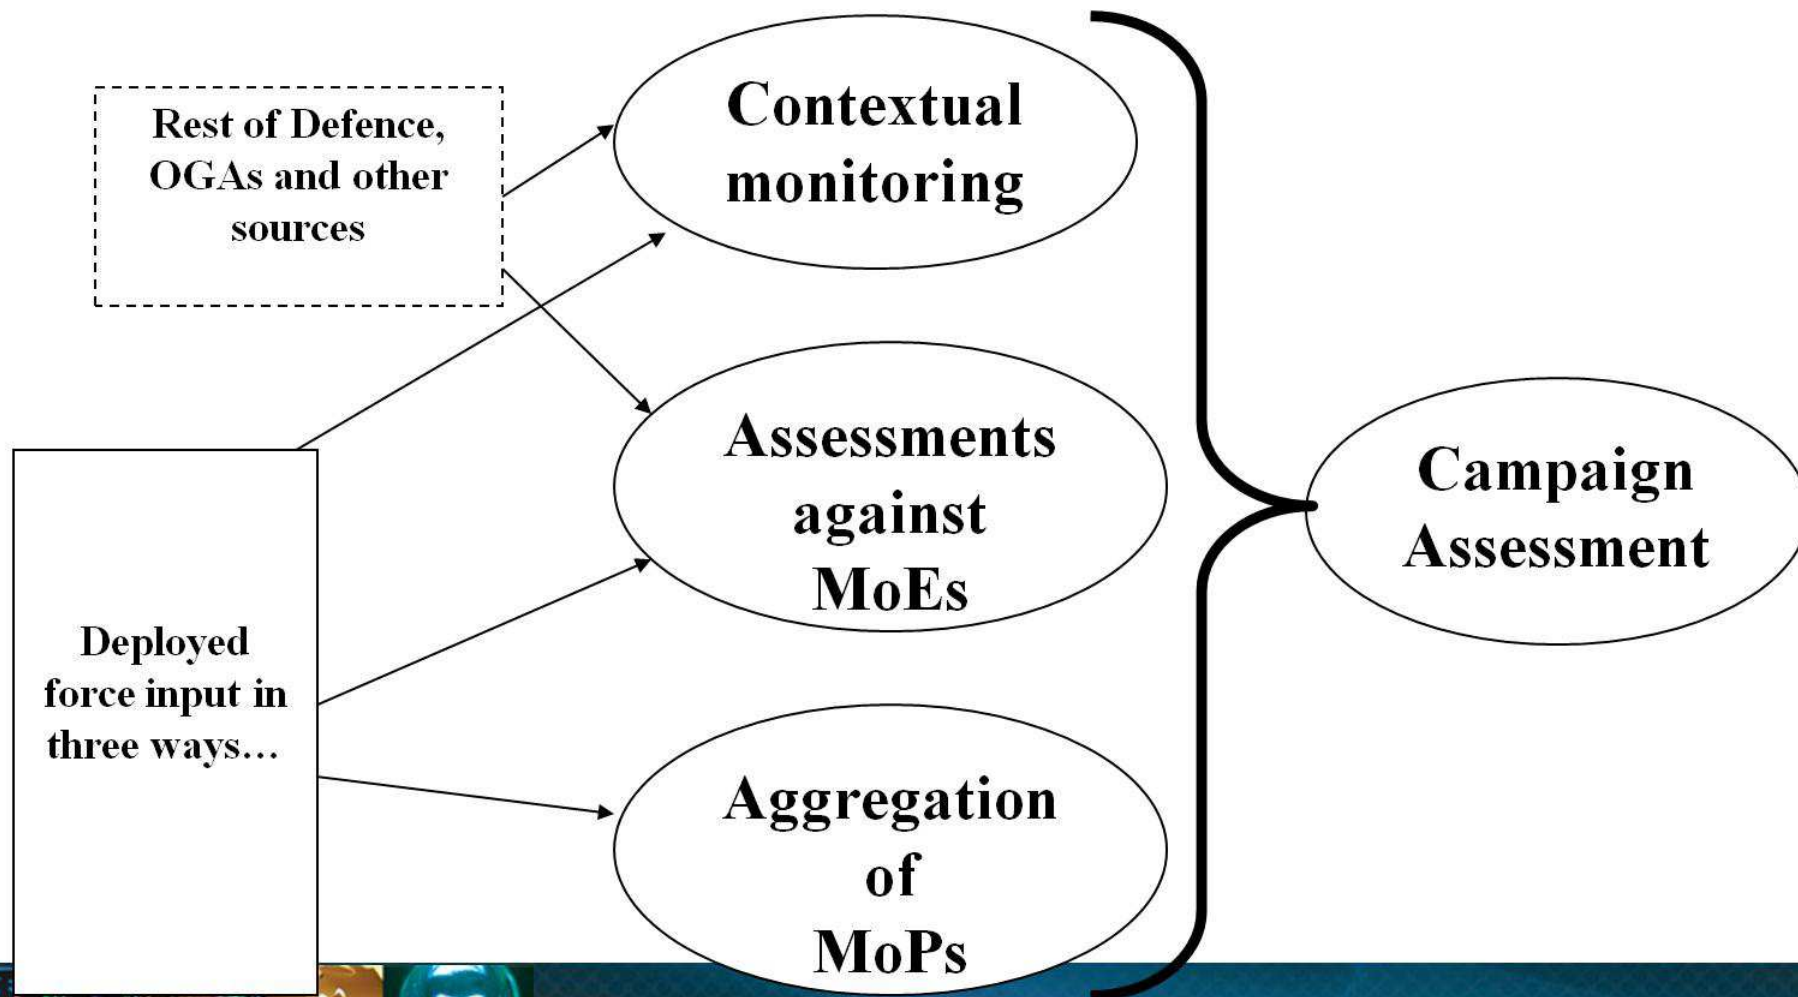 Rest of Defence,
OGAs and other
sources
Contextual
monitoring
Deployed
force input in
three ways…
Assessments
against
MoEs
Aggregation
of
MoPs
Campaign
Assessment